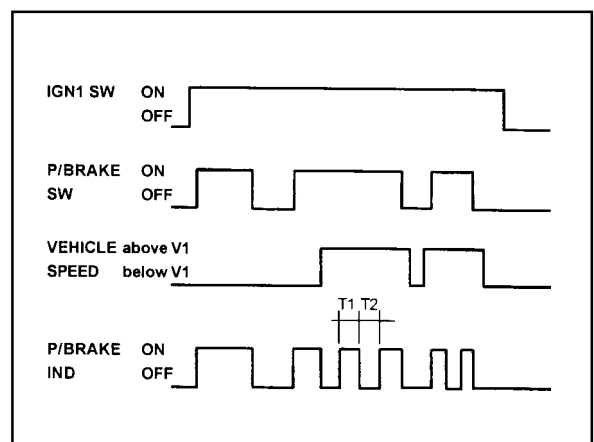 IGN1 SW ON
OFF
P/BRAKE ON
SW OFF
VEHICLE above V1
SPEED below V1
T1 T2
P/BRAKE ON
IND OFF